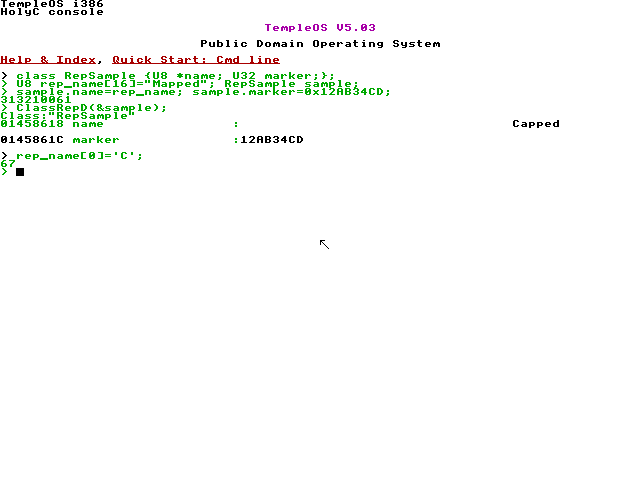 TempleOS i386
HolyC console
TempleOS V5.03
Public Domain Operating System
Help & Index, Quick Start: Cmd line
> class RepSample {U8 *name; U32 marker;};
> U8 rep_name[16]="Mapped"; RepSample sample;
> sample.name=rep_name; sample.marker=0x12AB34CD;
313210061
> ClassRepD(&sample);
Class:"RepSample"
01458618 name : Capped
0145861C marker :12AB34CD
> rep_name[0]='C';
67
>